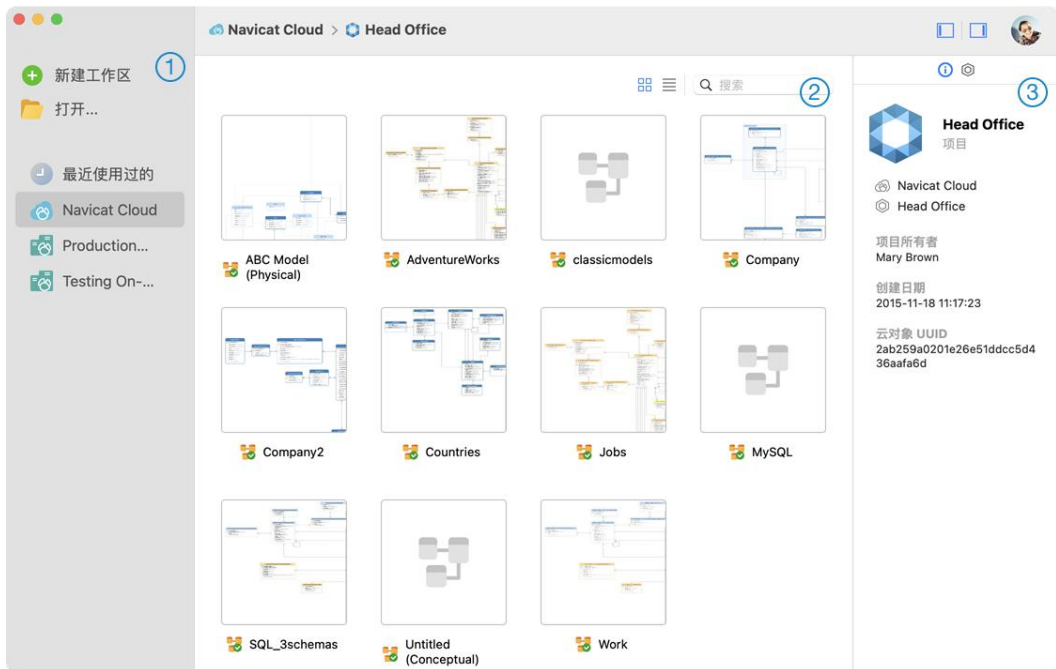 Navicat Cloud > Head Office
新建工作区
①
打开...
最近使用过的
Navicat Cloud
Production...
Testing On-...
搜索
②
ABC Model
(Physical)
AdventureWorks
classicmodels
Company
Company2
Countries
Jobs
MySQL
SQL_3schemas
Untitled
(Conceptual)
Work
③
Head Office
项目
Navicat Cloud
Head Office
项目所有者
Mary Brown
创建日期
2015-11-18 11:17:23
云对象 UUID
2ab259a0201e26e51ddcc5d4
36aafa6d